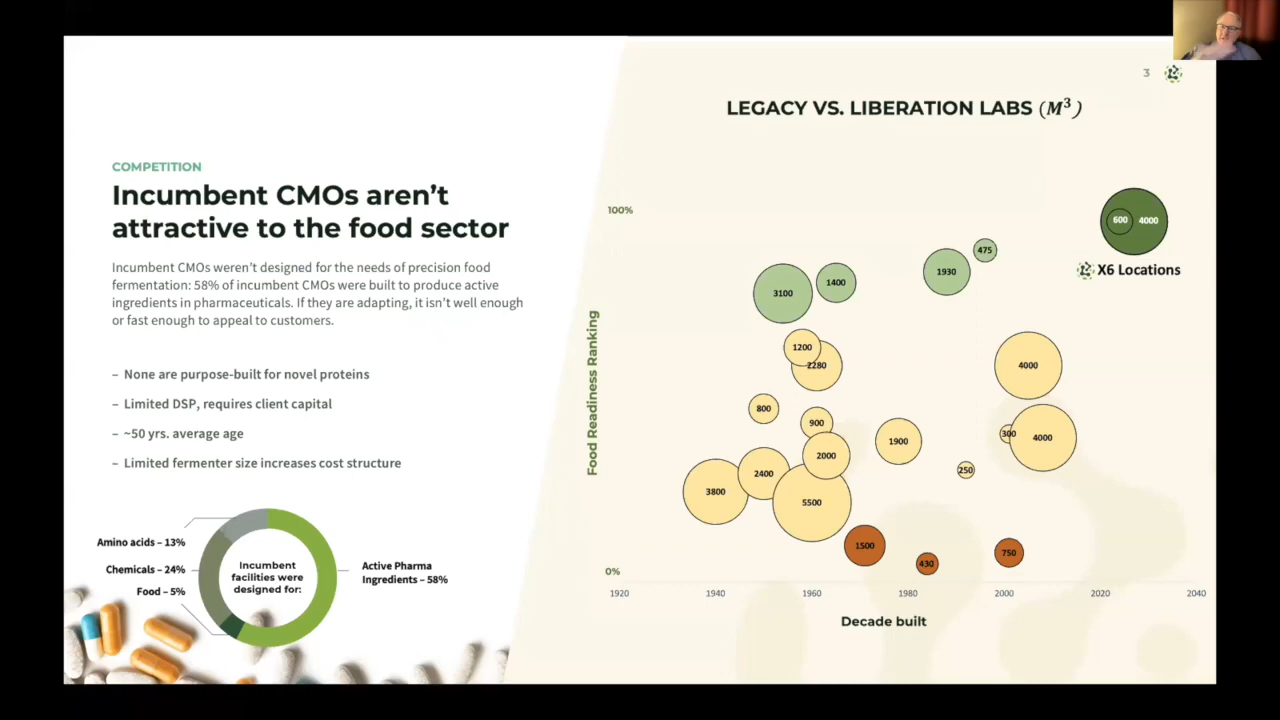 3
LEGACY VS. LIBERATION LABS (M³)
COMPETITION
Incumbent CMOs aren’t
attractive to the food sector
Incumbent CMOs weren’t designed for the needs of precision food
fermentation: 58% of incumbent CMOs were built to produce active
ingredients in pharmaceuticals. If they are adapting, it isn’t well enough
or fast enough to appeal to customers.
– None are purpose-built for novel proteins
– Limited DSP, requires client capital
– ~50 yrs. average age
– Limited fermenter size increases cost structure
Amino acids – 13%
Chemicals – 24%
Food – 5%
Incumbent
facilities were
designed for:
Active Pharma
Ingredients – 58%
100%
Food Readiness Ranking
0%
600 4000
X6 Locations
475
1930
1400
3100
1200
2280
4000
800
900
300
4000
1900
2000
250
2400
3800
5500
1500
750
430
1920 1940 1960 1980 2000 2020 2040
Decade built